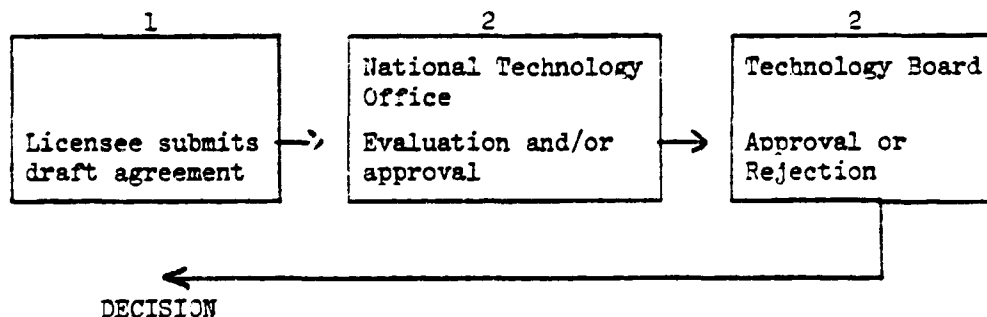 1
Licensee submits
draft agreement
2
National Technology
Office
Evaluation and/or
approval
2
Technology Board
Approval or
Rejection
DECISION